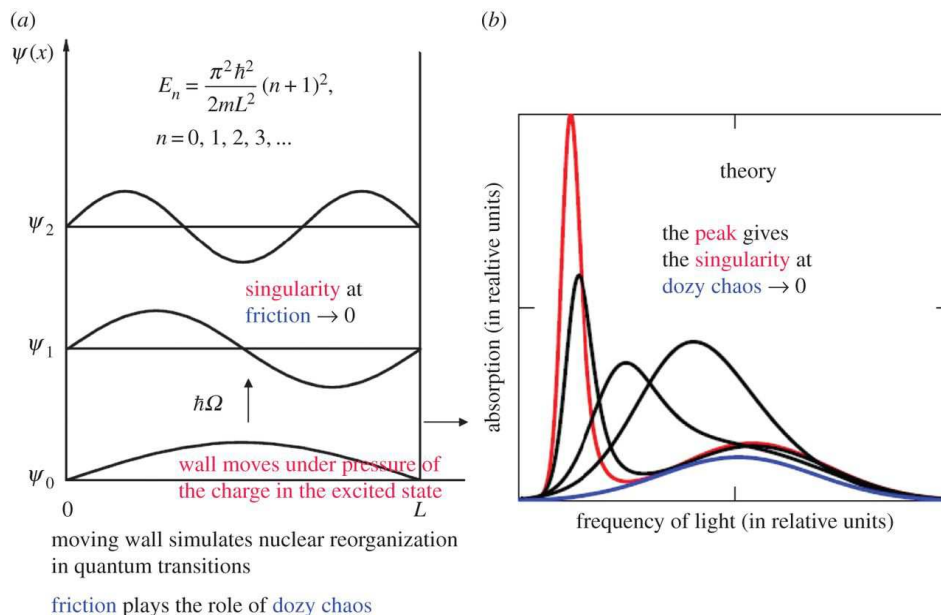 (a)
ψ(x)
Eₙ = π²ħ² / 2mL² (n + 1)²,
n = 0, 1, 2, 3, ...
ψ₂
singularity at
friction → 0
ψ₁
ħΩ
ψ₀
wall moves under pressure of
the charge in the excited state
0
L
moving wall simulates nuclear reorganization
in quantum transitions
friction plays the role of dozy chaos
(b)
theory
the peak gives
the singularity at
dozy chaos → 0
absorption (in realtive units)
frequency of light (in relative units)